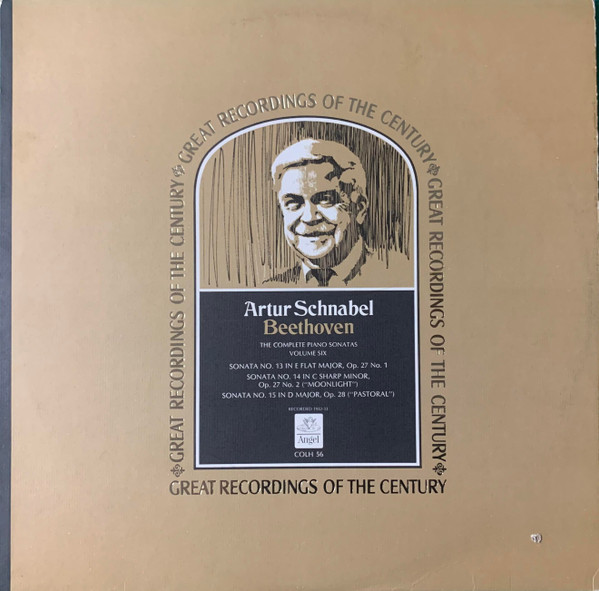 GREAT RECORDINGS OF THE CENTURY
GREAT RECORDINGS OF THE CENTURY
GREAT RECORDINGS OF THE CENTURY
Artur Schnabel
Beethoven
THE COMPLETE PIANO SONATAS
VOLUME SIX
SONATA NO. 13 IN E FLAT MAJOR, Op. 27 No. 1
SONATA NO. 14 IN C SHARP MINOR,
Op. 27 No. 2 ("MOONLIGHT")
SONATA NO. 15 IN D MAJOR, Op. 28 ("PASTORAL")
RECORDED
Angel
COLH 56
GREAT RECORDINGS OF THE CENTURY